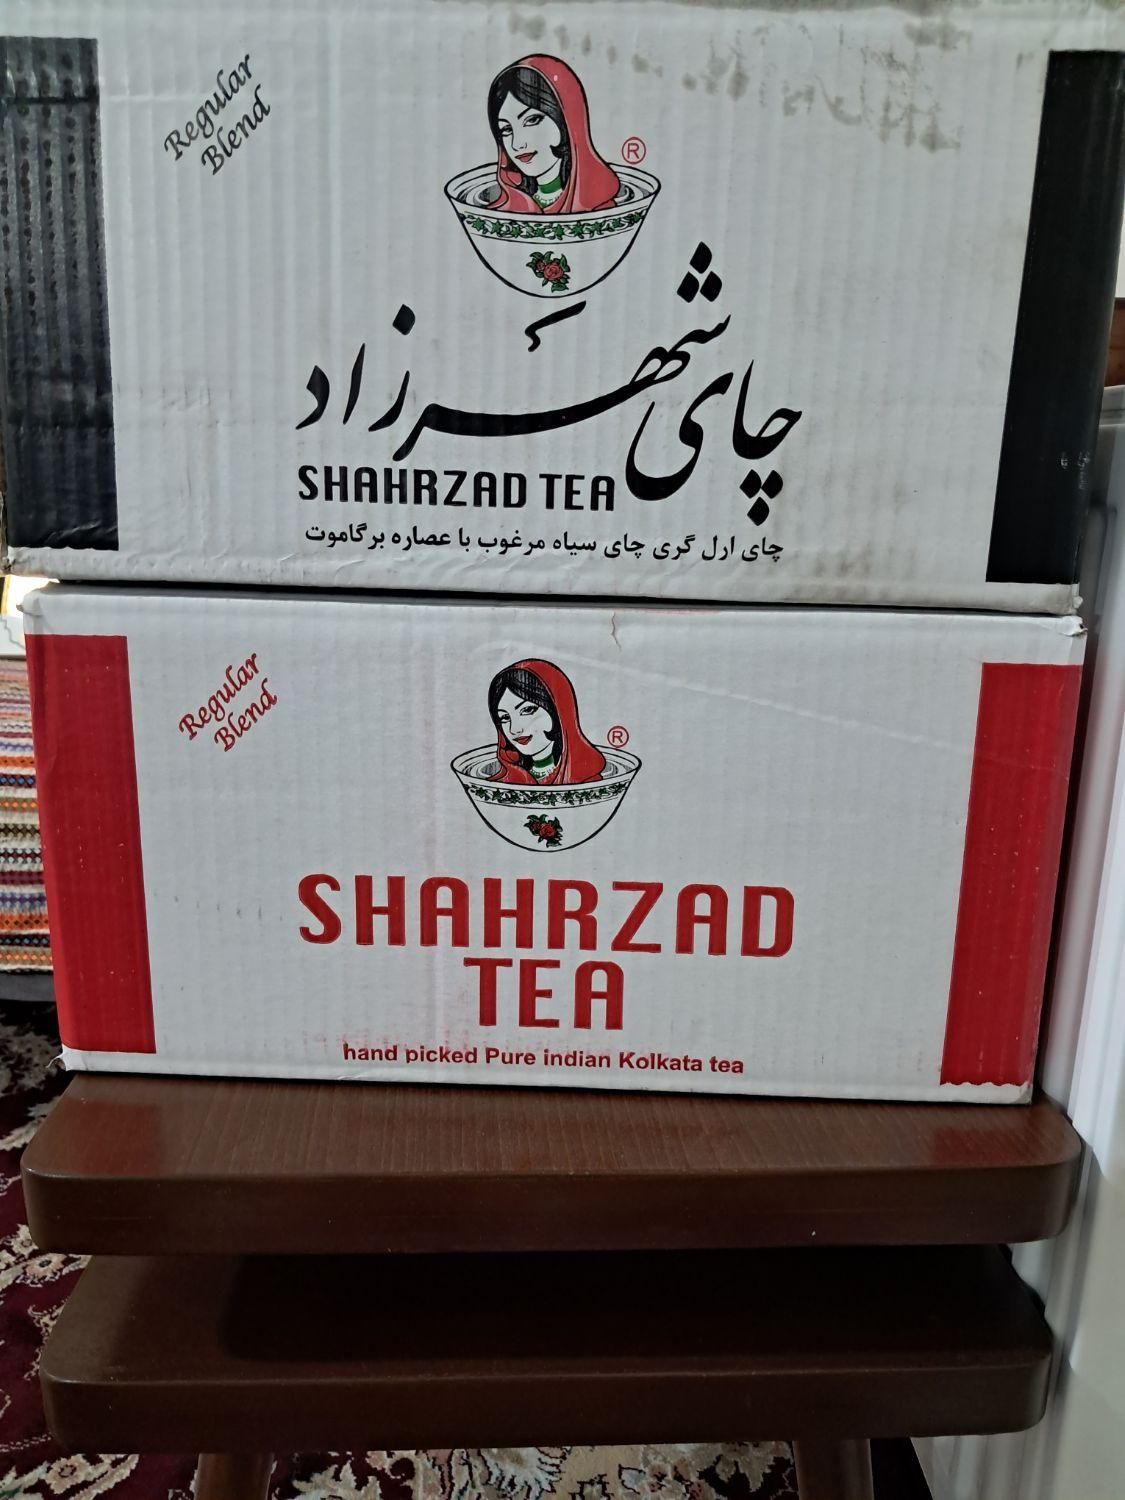 Regular
Blend
®
چای شهرزاد
SHAHRZAD TEA
چای ارل گری چای سیاه مرغوب با عصاره برگاموت
Regular
Blend
®
SHAHRZAD
TEA
hand picked Pure indian Kolkata tea